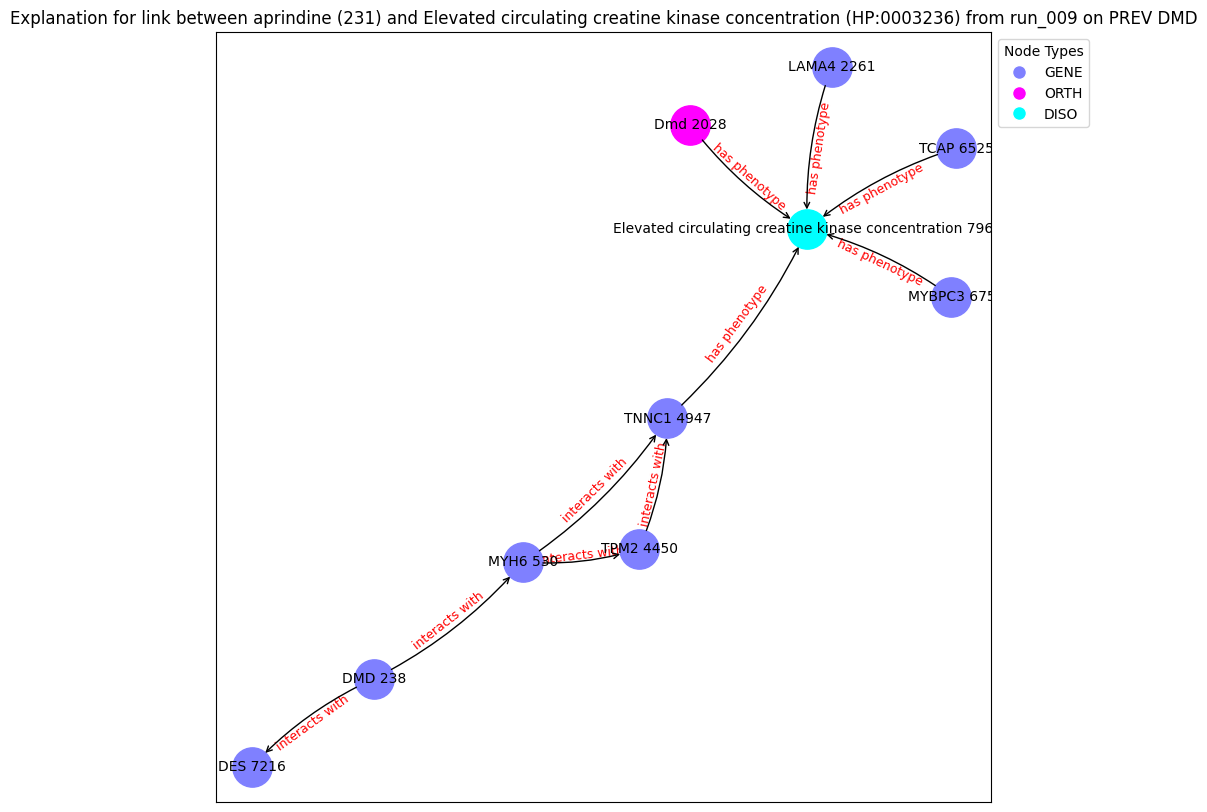 Explanation for link between aprindine (231) and Elevated circulating creatine kinase concentration (HP:0003236) from run_009 on PREV DMD
Node Types
GENE
ORTH
DISO
LAMA4 2261
Dmd 2028
TCAP 6525
has phenotype
has phenotype
has phenotype
Elevated circulating creatine kinase concentration 796
has phenotype
MYBPC3 675
has phenotype
TNNC1 4947
interacts with
interacts with
MYH6 530
TPM2 4450
interacts with
DMD 238
interacts with
DES 7216